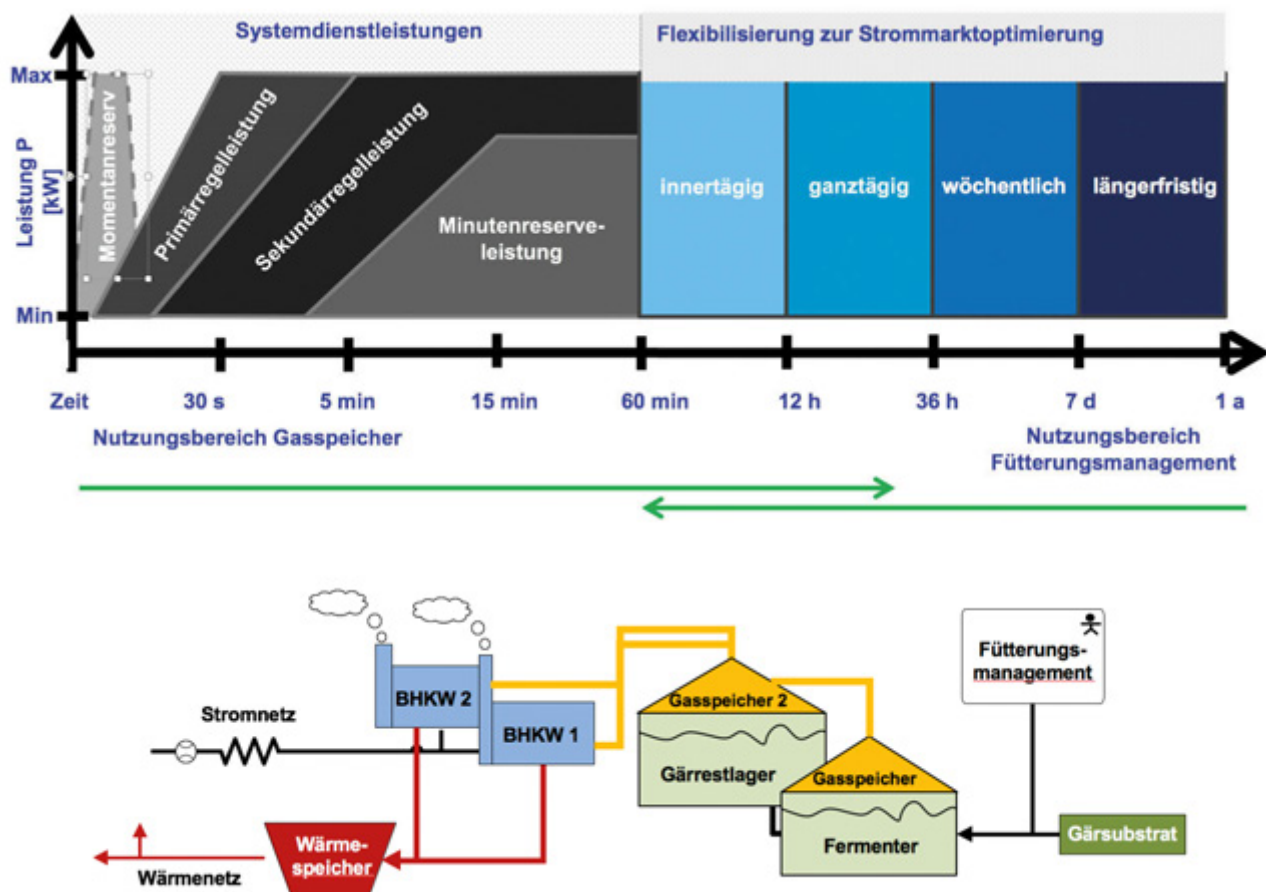 Systemdienstleistungen
Flexibilisierung zur Strommarktoptimierung
Max
Leistung P
[kW]
Min
Momentanreserv
Primärregelleistung
Sekundärregelleistung
Minutenreserve-
leistung
innertägig
ganztägig
wöchentlich
längerfristig
Zeit
30 s
5 min
15 min
60 min
12 h
36 h
7 d
1 a
Nutzungsbereich Gasspeicher
Nutzungsbereich
Fütterungsmanagement
Fütterungs-
management
BHKW 2
Gasspeicher 2
Stromnetz
BHKW 1
Gärrestlager
Gasspeicher
Gärsubstrat
Fermenter
Wärme-
speicher
Wärmenetz